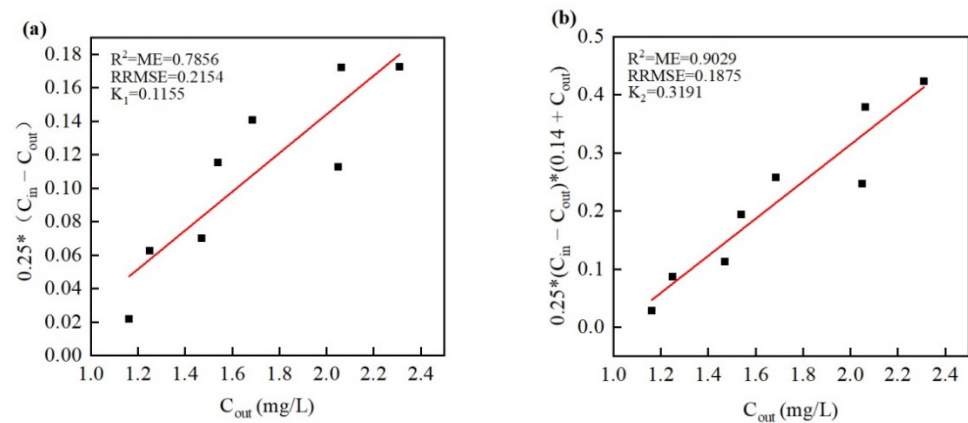 (a)
R²=ME=0.7856
RRMSE=0.2154
K₁=0.1155
0.18
0.16
0.14
0.12
0.10
0.08
0.06
0.04
0.02
0.00
0.25*（C_in − C_out）
1.0 1.2 1.4 1.6 1.8 2.0 2.2 2.4
C_out (mg/L)
(b)
R²=ME=0.9029
RRMSE=0.1875
K₂=0.3191
0.5
0.4
0.3
0.2
0.1
0.0
0.25*(C_in − C_out)*(0.14 + C_out)
1.0 1.2 1.4 1.6 1.8 2.0 2.2 2.4
C_out (mg/L)